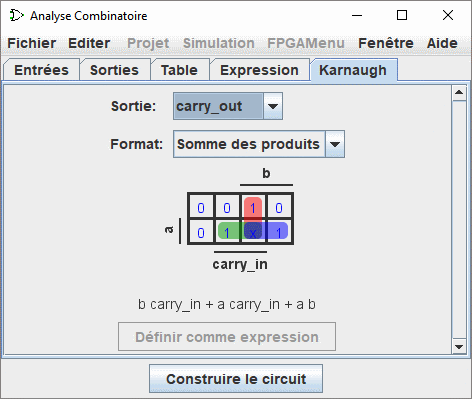 Analyse Combinatoire
Fichier Editer Projet Simulation FPGAMenu Fenêtre Aide
Entrées Sorties Table Expression Karnaugh
Sortie: carry_out
Format: Somme des produits
b
0 0 1 0
a 0 1 x 1
carry_in
b carry_in + a carry_in + a b
Définir comme expression
Construire le circuit